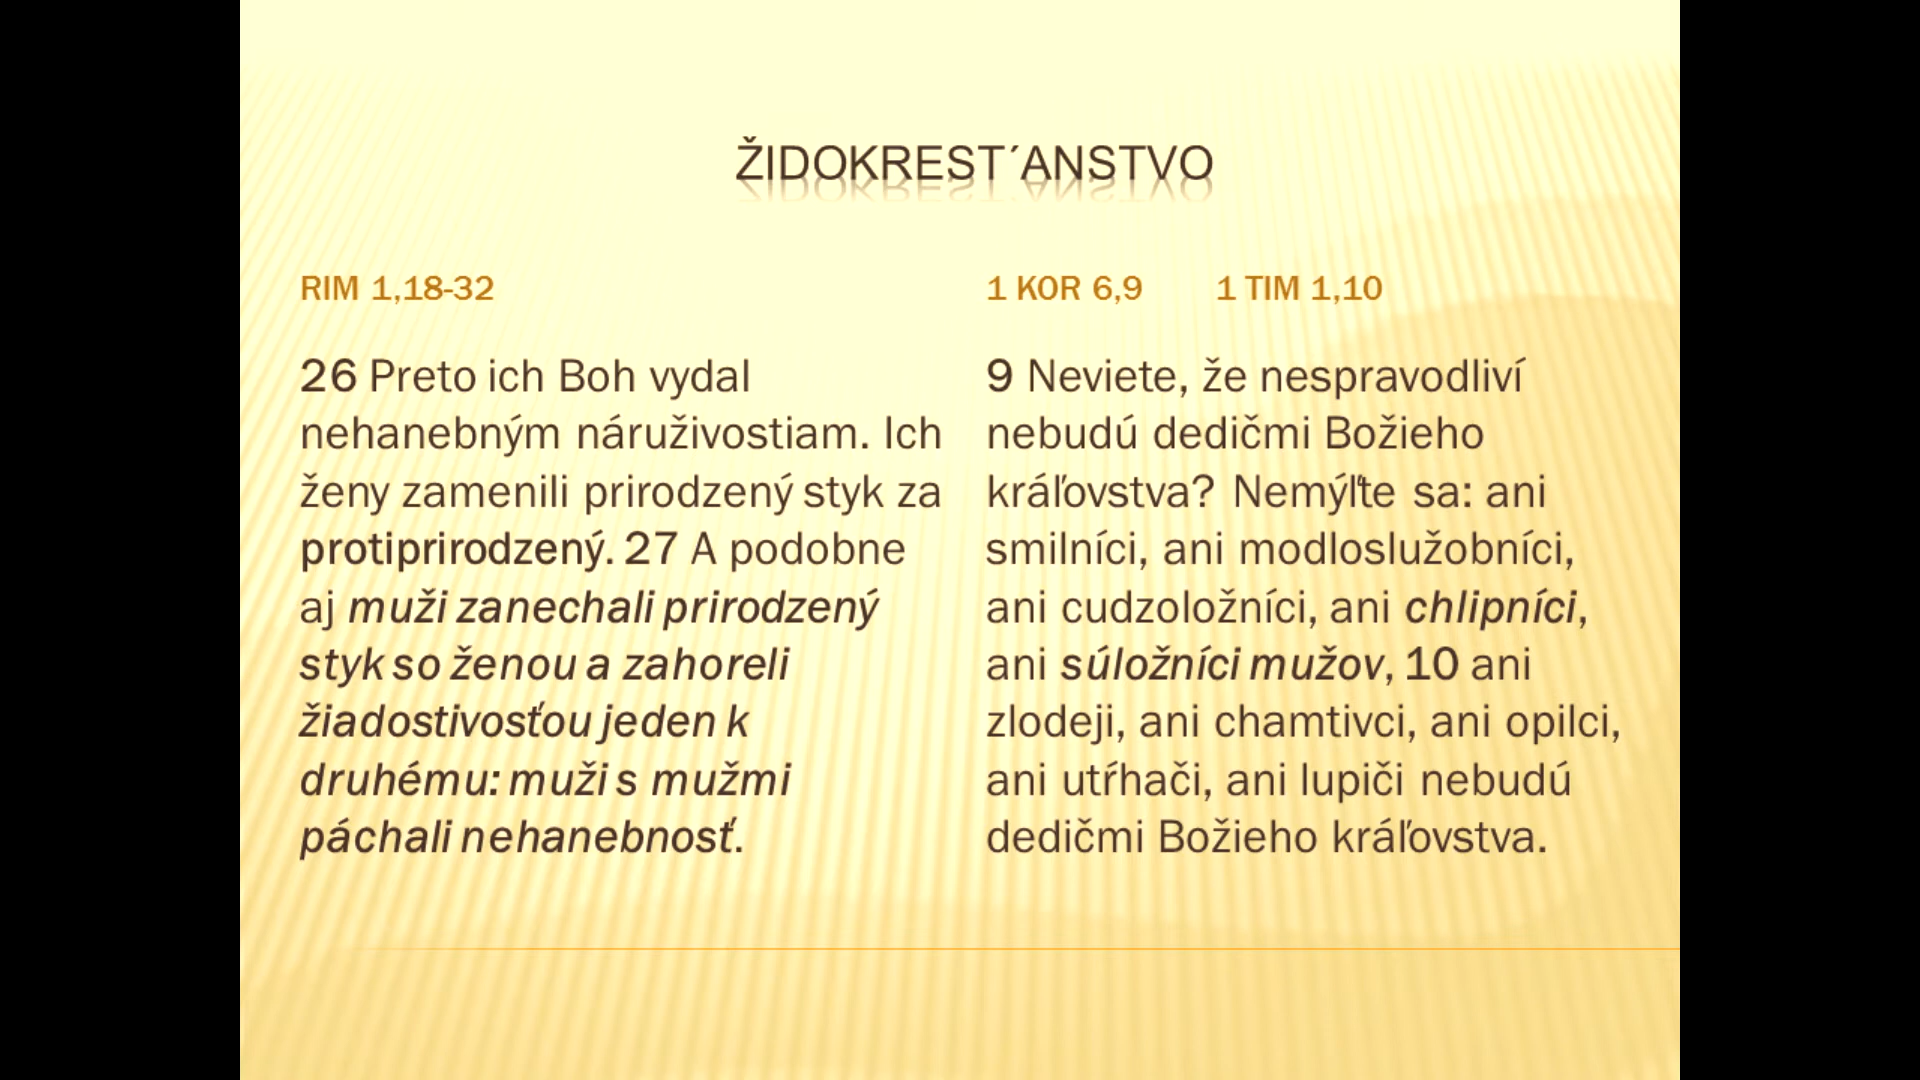 ŽIDOKREST´ANSTVO
RIM 1,18-32
26 Preto ich Boh vydal
nehanebným náruživostiam. Ich
ženy zamenili prirodzený styk za
protiprirodzený. 27 A podobne
aj muži zanechali prirodzený
styk so ženou a zahoreli
žiadostivosťou jeden k
druhému: muži s mužmi
páchali nehanebnosť.
1 KOR 6,9 1 TIM 1,10
9 Neviete, že nespravodliví
nebudú dedičmi Božieho
kráľovstva? Nemýľte sa: ani
smilníci, ani modloslužobníci,
ani cudzoložníci, ani chlipníci,
ani súložníci mužov, 10 ani
zlodeji, ani chamtivci, ani opilci,
ani utŕhači, ani lupiči nebudú
dedičmi Božieho kráľovstva.